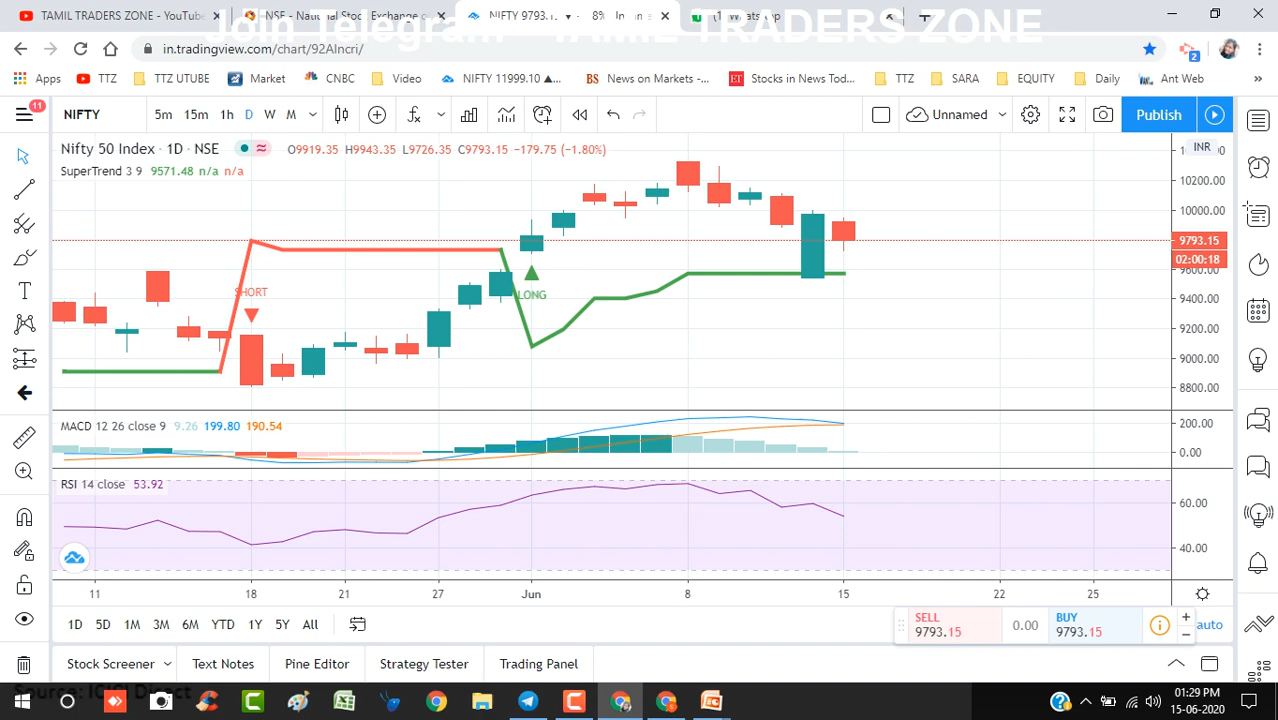 TAMIL TRADERS ZONE - YouTube
NSE - National Stock Exchange o
NIFTY 9793.15
Join Telegram - TAMIL TRADERS ZONE
in.tradingview.com/chart/92AIncri/
2
Apps
TTZ
TTZ UTUBE
Market
CNBC
Video
NIFTY 11999.10 ▲...
BS News on Markets -...
ET Stocks in News Tod...
TTZ
SARA
EQUITY
Daily
Ant Web
»
11
NIFTY
5m 15m 1h D W M
Unnamed
Publish
Nifty 50 Index · 1D · NSE
O9919.35 H9943.35 L9726.35 C9793.15 −179.75 (−1.80%)
INR
SuperTrend 3 9 9571.48 n/a n/a
10200.00
10000.00
9793.15
02:00:18
9600.00
SHORT
LONG
9400.00
9200.00
9000.00
8800.00
MACD 12 26 close 9 9.26 199.80 190.54
200.00
0.00
RSI 14 close 53.92
60.00
40.00
11 18 21 27 Jun 8 15 22 25
1D 5D 1M 3M 6M YTD 1Y 5Y All
SELL
9793.15
0.00
BUY
9793.15
auto
Stock Screener
Text Notes
Pine Editor
Strategy Tester
Trading Panel
Source: ICICI Direct
01:29 PM
15-06-2020